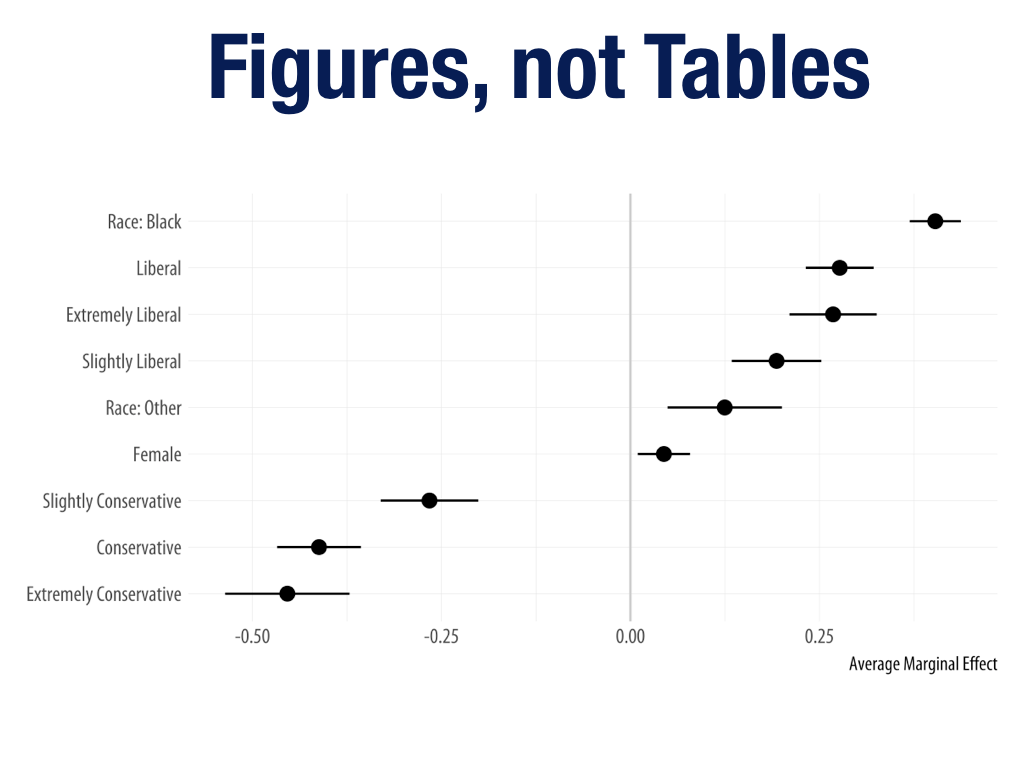 Figures, not Tables
Race: Black
Liberal
Extremely Liberal
Slightly Liberal
Race: Other
Female
Slightly Conservative
Conservative
Extremely Conservative
-0.50 -0.25 0.00 0.25
Average Marginal Effect